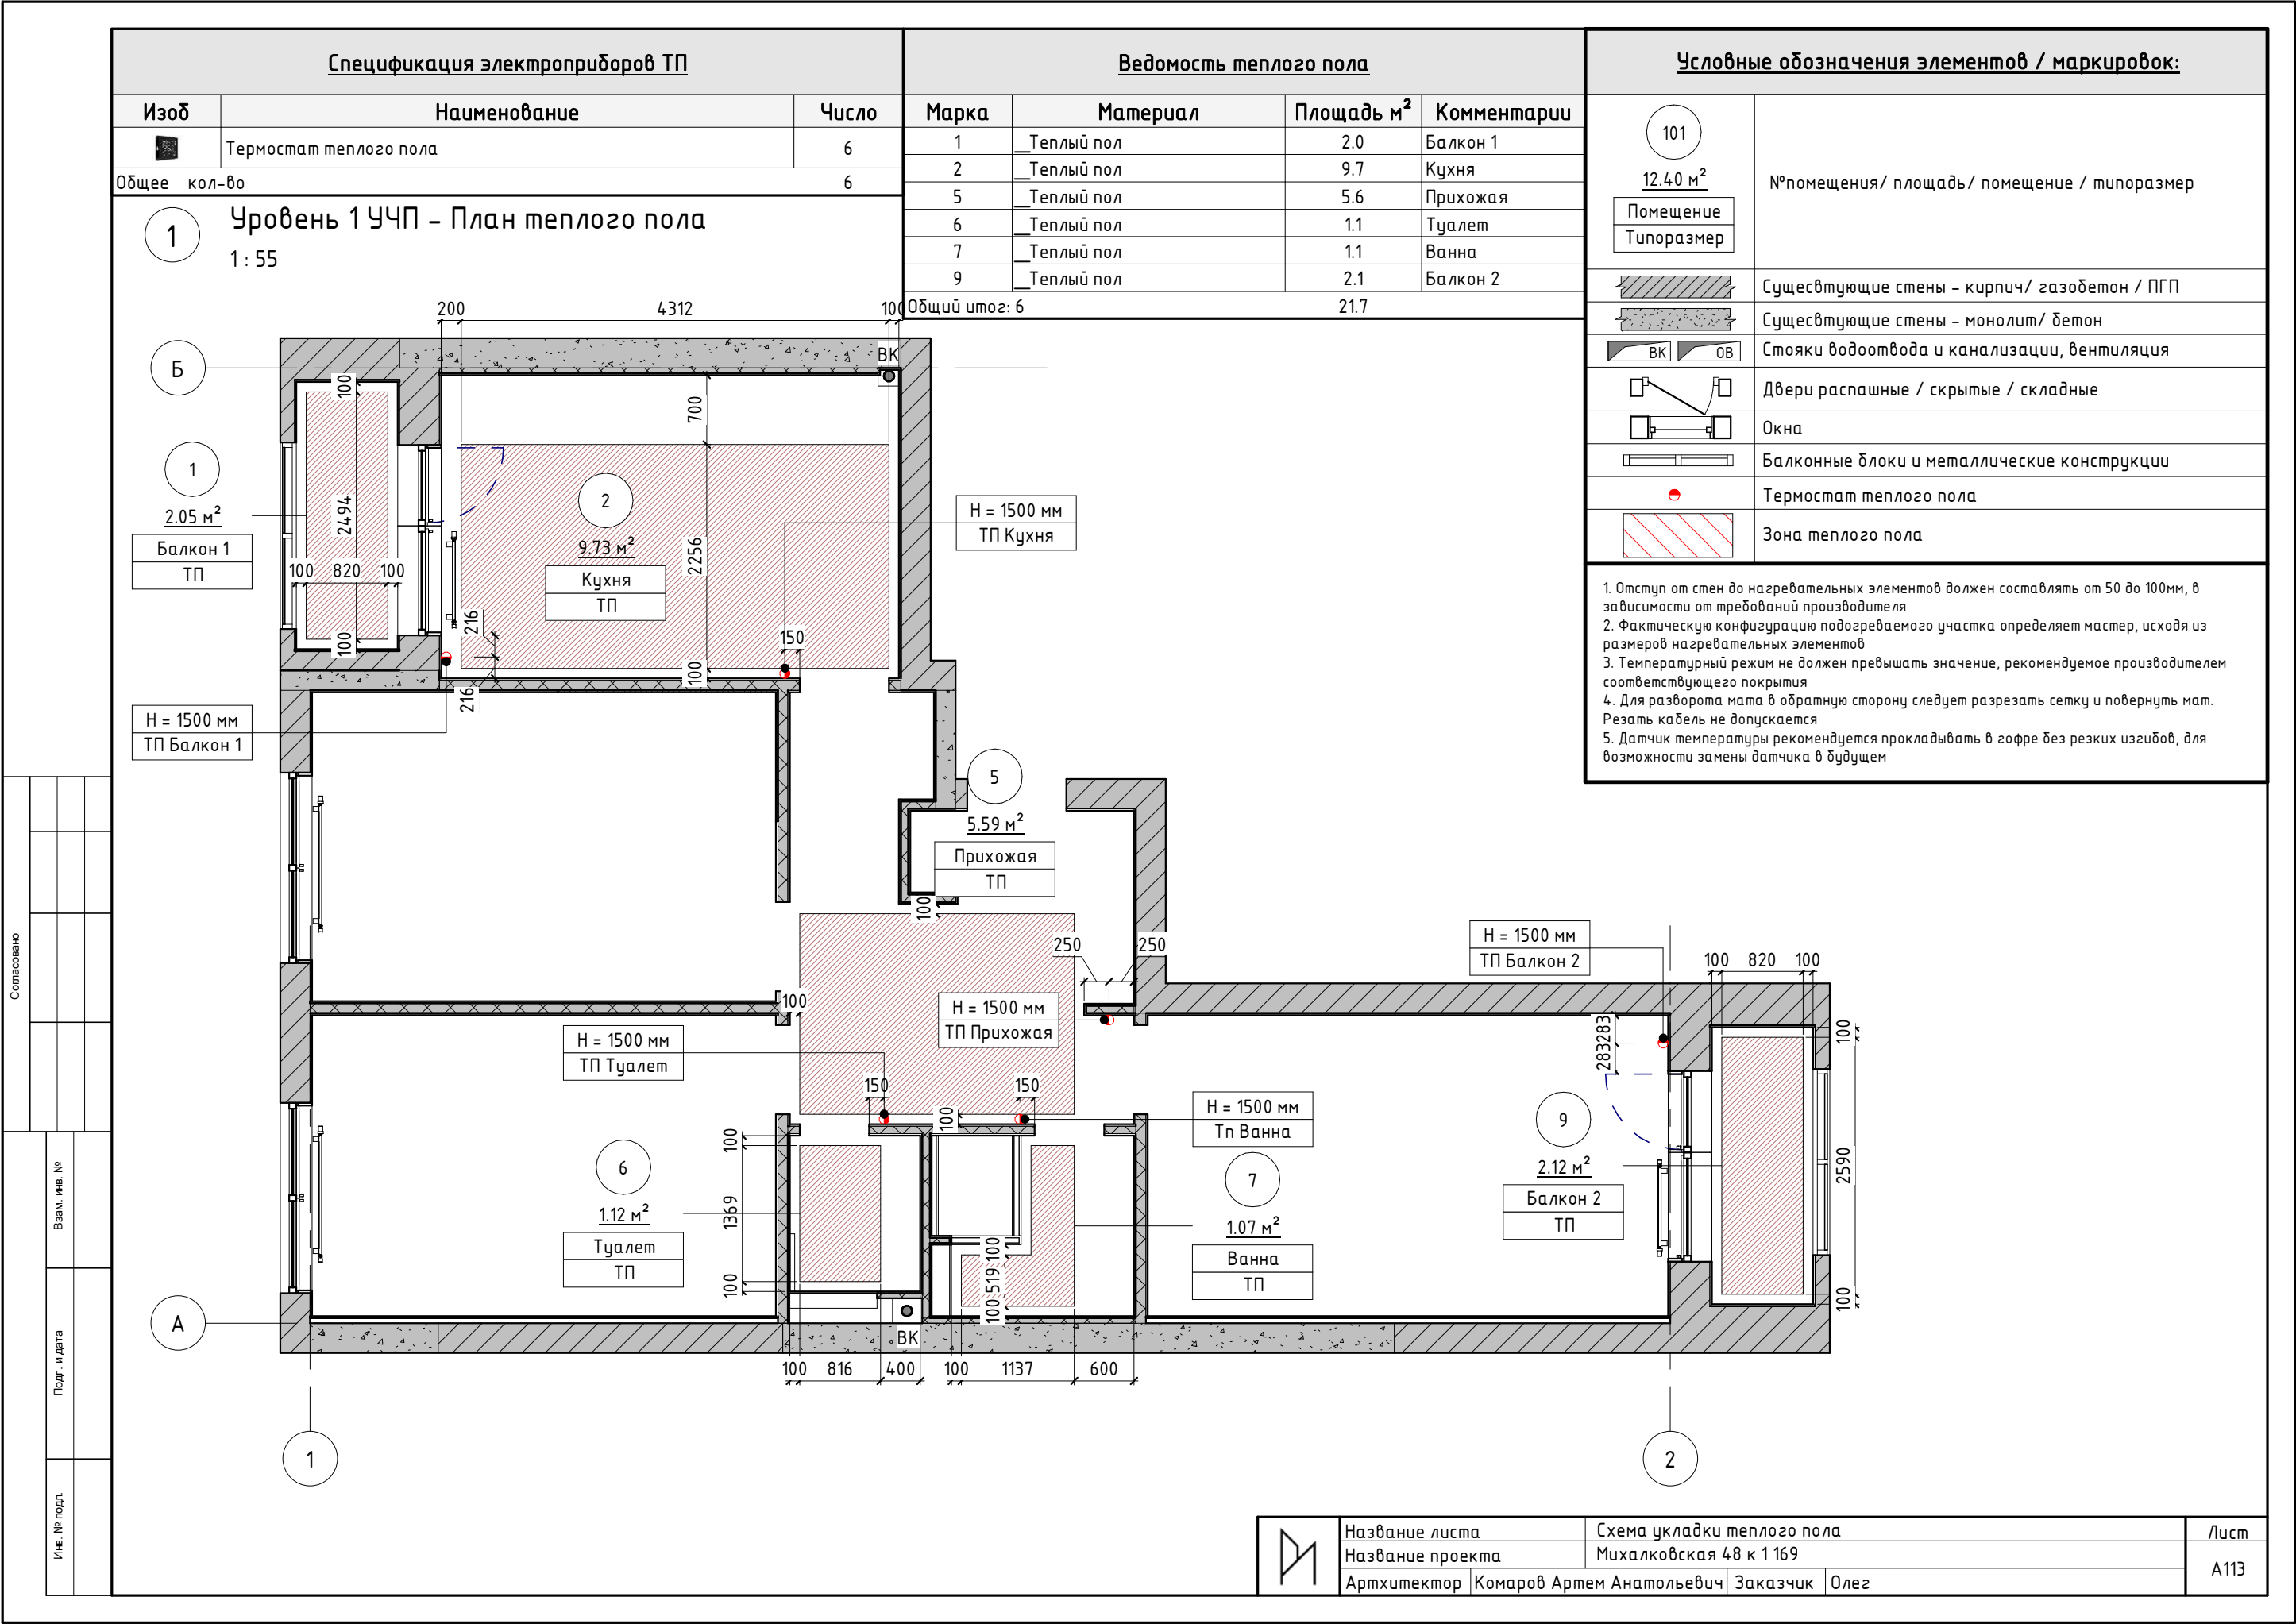 Спецификация электроприборов ТП
Изоб Наименование Число
Термостат теплого пола 6
Общее кол-во 6
Ведомость теплого пола
Марка Материал Площадь м² Комментарии
1 __Теплый пол 2.0 Балкон 1
2 __Теплый пол 9.7 Кухня
5 __Теплый пол 5.6 Прихожая
6 __Теплый пол 1.1 Туалет
7 __Теплый пол 1.1 Ванна
9 __Теплый пол 2.1 Балкон 2
Общий итог: 6 21.7
Условные обозначения элементов / маркировок:
101
12.40 м²
Помещение
Типоразмер
№помещения/ площадь/ помещение / типоразмер
Сущесвтующие стены - кирпич/ газобетон / ПГП
Сущесвтующие стены - монолит/ бетон
ВК ОВ Стояки водоотвода и канализации, вентиляция
Двери распашные / скрытые / складные
Окна
Балконные блоки и металлические конструкции
Термостат теплого пола
Зона теплого пола
1. Отступ от стен до нагревательных элементов должен составлять от 50 до 100мм, в
зависимости от требований производителя
2. Фактическую конфигурацию подогреваемого участка определяет мастер, исходя из
размеров нагревательных элементов
3. Температурный режим не должен превышать значение, рекомендуемое производителем
соответствующего покрытия
4. Для разворота мата в обратную сторону следует разрезать сетку и повернуть мат.
Резать кабель не допускается
5. Датчик температуры рекомендуется прокладывать в гофре без резких изгибов, для
возможности замены датчика в будущем
1 Уровень 1 УЧП - План теплого пола
1 : 55
200 4312 100
Б
ВК
100
700
1
2.05 м²
Балкон 1
ТП
2494
100 820 100
100
2
9.73 м²
Кухня
ТП
2256
216
216
150
100
H = 1500 мм
ТП Кухня
H = 1500 мм
ТП Балкон 1
5
5.59 м²
Прихожая
ТП
100
250 250
H = 1500 мм
ТП Балкон 2
100 820 100
100
H = 1500 мм
ТП Прихожая
100
H = 1500 мм
ТП Туалет
283283
100
150 150
100
H = 1500 мм
Тп Ванна
6
1.12 м²
Туалет
ТП
100
1369
100
7
1.07 м²
Ванна
ТП
100
519
100
9
2.12 м²
Балкон 2
ТП
2590
100
А
ВК
100 816 400 100 1137 600
1
2
Согласовано
Взам. инв. №
Подг. и дата
Инв. № подл.
Название листа Схема укладки теплого пола Лист
Название проекта Михалковская 48 к 1 169 А113
Артхитектор Комаров Артем Анатольевич Заказчик Олег